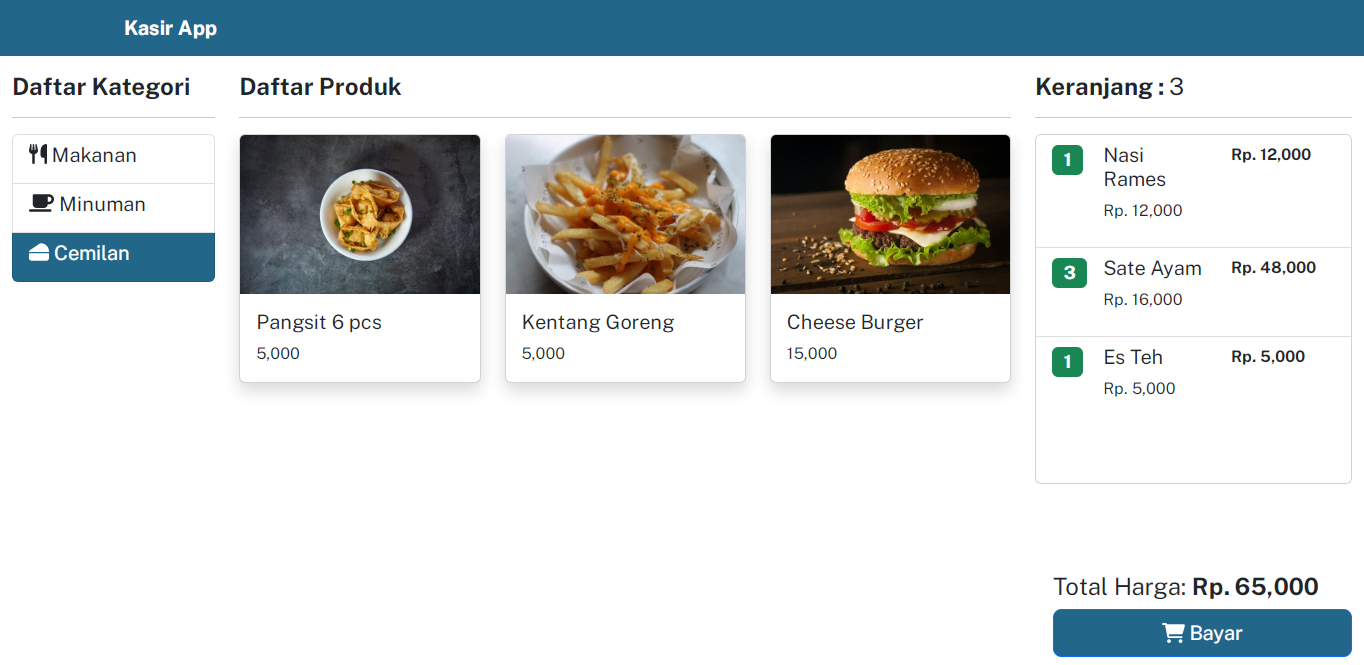 Kasir App
Daftar Kategori
Makanan
Minuman
Cemilan
Daftar Produk
Pangsit 6 pcs
5,000
Kentang Goreng
5,000
Cheese Burger
15,000
Keranjang : 3
1 Nasi Rp. 12,000
Rames
Rp. 12,000
3 Sate Ayam Rp. 48,000
Rp. 16,000
1 Es Teh Rp. 5,000
Rp. 5,000
Total Harga: Rp. 65,000
Bayar